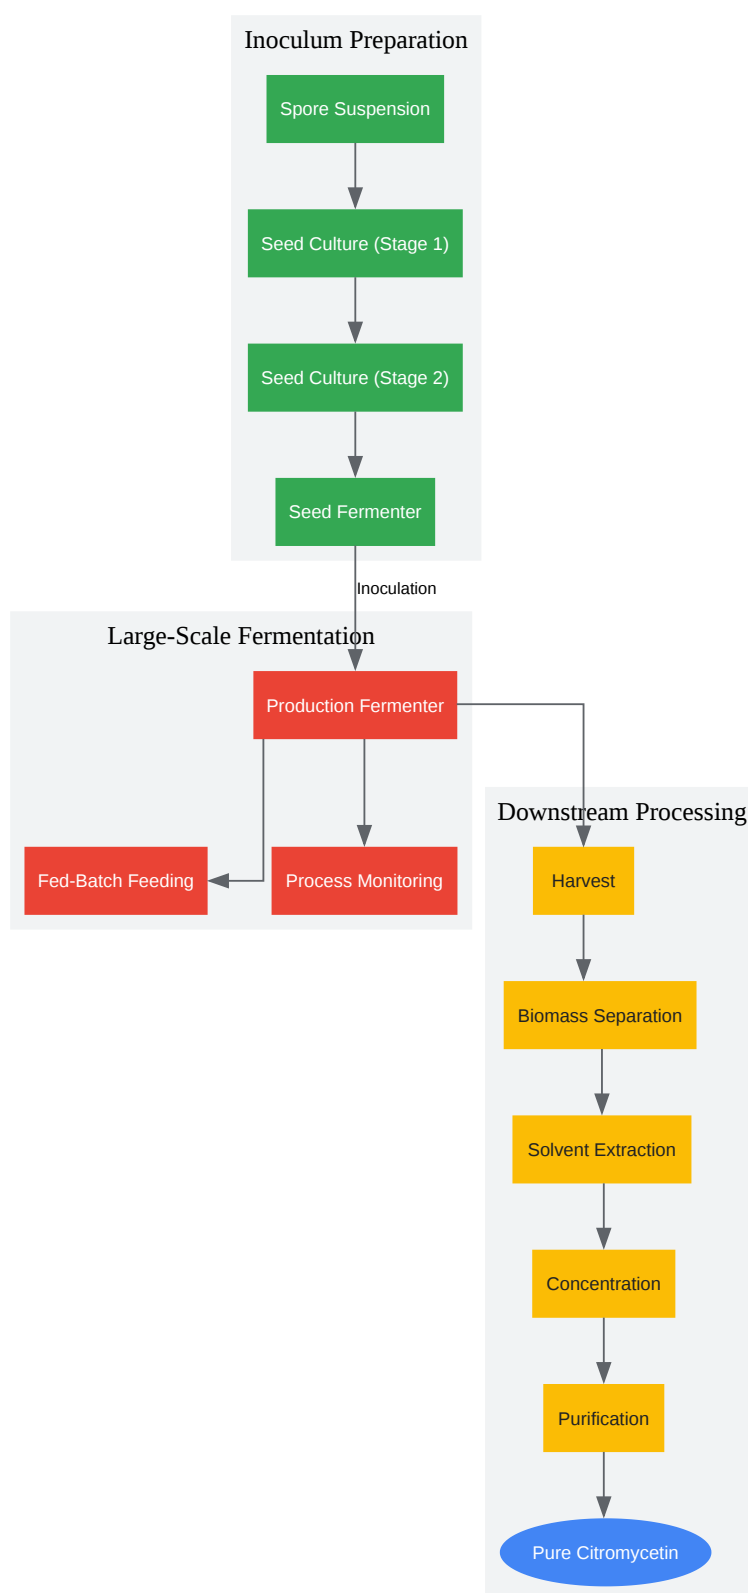 Inoculum Preparation
Spore Suspension
Seed Culture (Stage 1)
Seed Culture (Stage 2)
Seed Fermenter
Inoculation
Large-Scale Fermentation
Production Fermenter
Fed-Batch Feeding
Process Monitoring
Downstream Processing
Harvest
Biomass Separation
Solvent Extraction
Concentration
Purification
Pure Citromycetin